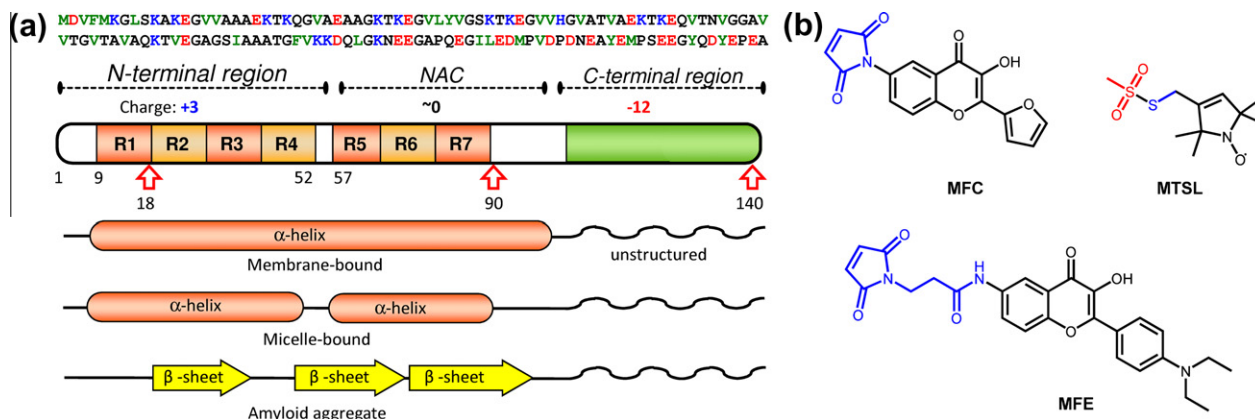 (a)
MDVFMKGLSKAKEGVVAAAEKTKQGVAEAAGKTKEGVLYVGSKTKEGVVHGVATVAEKTKEQVTNVGGAV
VTGVTAVAQKTVEGAGSIAAATGFVKKDQLGKNEEGAPQEGILEDMPVDPDNEAYEMPSEEGYQDYEPEA
N-terminal region NAC C-terminal region
Charge: +3 ~0 -12
R1 R2 R3 R4 R5 R6 R7
1 9 18 52 57 90 140
α-helix
Membrane-bound
unstructured
α-helix α-helix
Micelle-bound
β -sheet β -sheet β -sheet
Amyloid aggregate
(b)
O
N
O
O
OH
O
O
MFC
O
S
O
S
N
O·
MTSL
O
N
O
O
H
N
O
OH
O
N
MFE